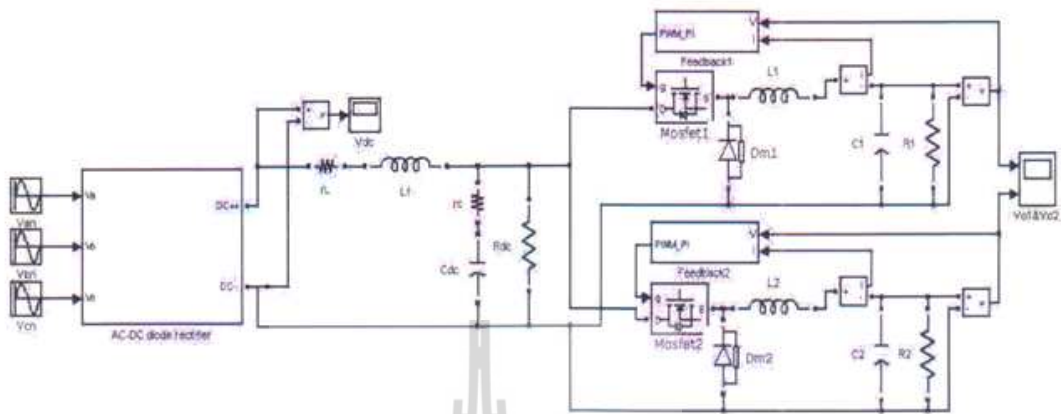 PWM_PI
V
I
Feedback1
L1
Mosfet1
Dm1
C1
R1
Vdc
rL
Lf
rc
Rdc
Cdc
Van
Vbn
Vcn
Va
Vb
DC++
DC-
AC-DC diode rectifier
Vo1&Vo2
PWM_PI
V
I
Feedback2
L2
Mosfet2
Dm2
C2
R2